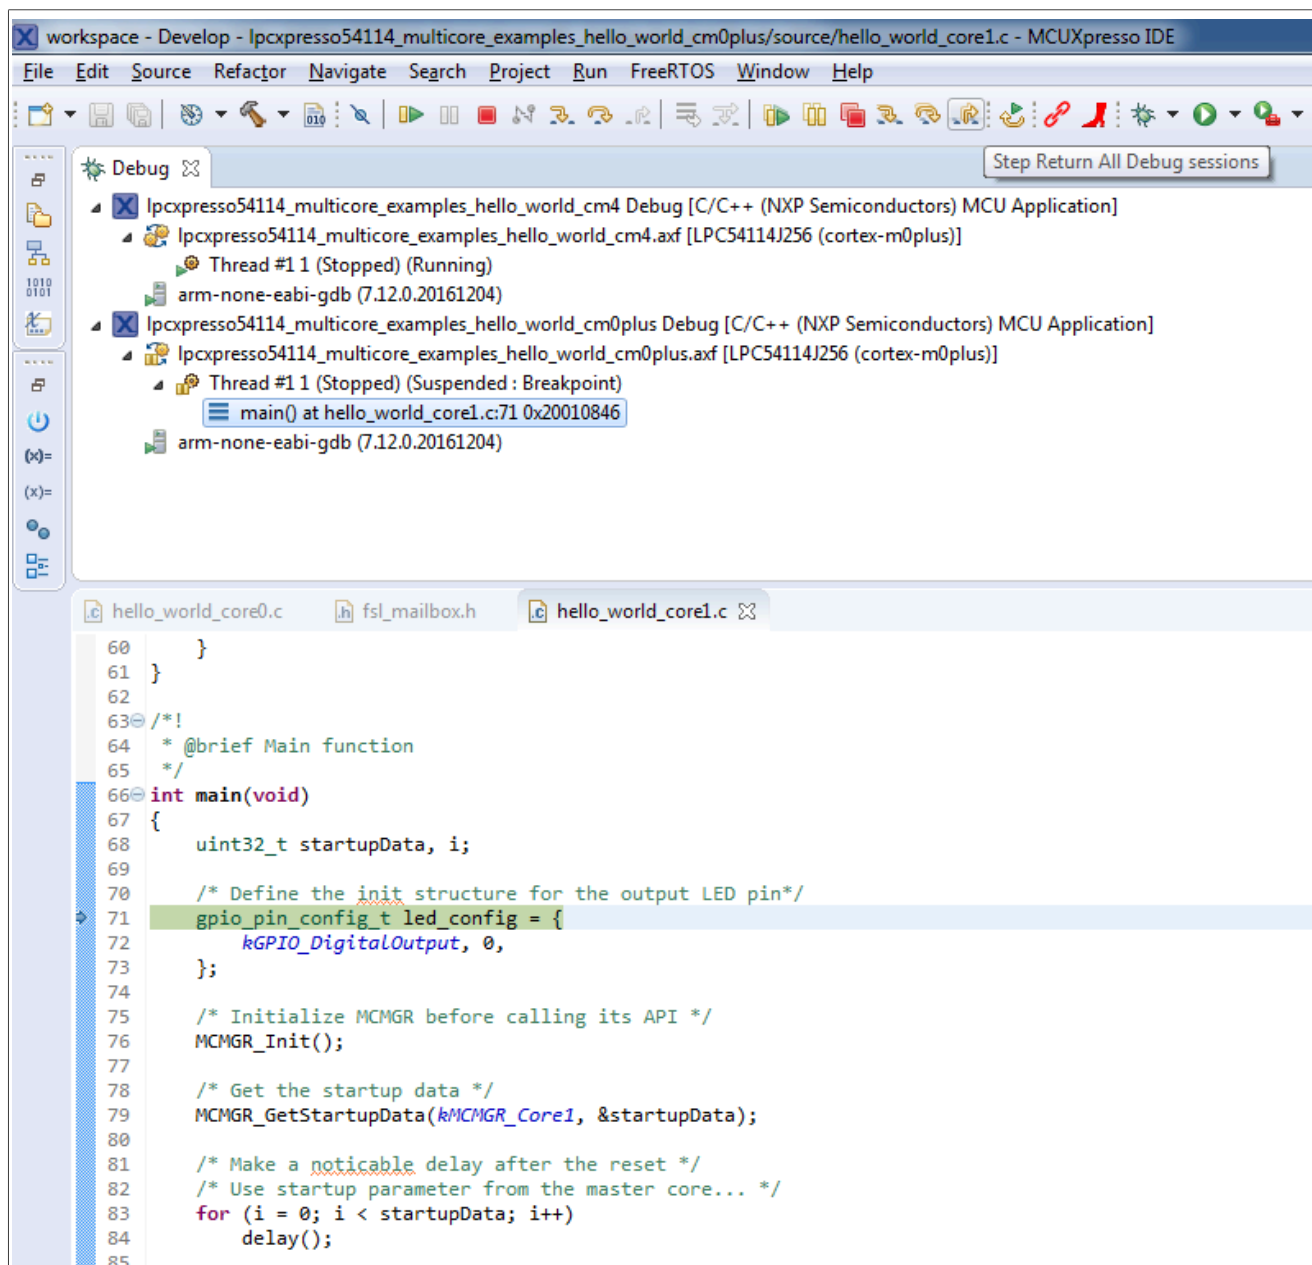 workspace - Develop - lpcxpresso54114_multicore_examples_hello_world_cm0plus/source/hello_world_core1.c - MCUXpresso IDE
File Edit Source Refactor Navigate Search Project Run FreeRTOS Window Help
010
Step Return All Debug sessions
Debug
lpcxpresso54114_multicore_examples_hello_world_cm4 Debug [C/C++ (NXP Semiconductors) MCU Application]
lpcxpresso54114_multicore_examples_hello_world_cm4.axf [LPC54114J256 (cortex-m0plus)]
Thread #1 1 (Stopped) (Running)
arm-none-eabi-gdb (7.12.0.20161204)
lpcxpresso54114_multicore_examples_hello_world_cm0plus Debug [C/C++ (NXP Semiconductors) MCU Application]
lpcxpresso54114_multicore_examples_hello_world_cm0plus.axf [LPC54114J256 (cortex-m0plus)]
Thread #1 1 (Stopped) (Suspended : Breakpoint)
main() at hello_world_core1.c:71 0x20010846
arm-none-eabi-gdb (7.12.0.20161204)
1010
0101
(x)=
(x)=
hello_world_core0.c fsl_mailbox.h hello_world_core1.c
60 }
61 }
62
63 /*!
64 * @brief Main function
65 */
66 int main(void)
67 {
68 uint32_t startupData, i;
69
70 /* Define the init structure for the output LED pin*/
71 gpio_pin_config_t led_config = {
72 kGPIO_DigitalOutput, 0,
73 };
74
75 /* Initialize MCMGR before calling its API */
76 MCMGR_Init();
77
78 /* Get the startup data */
79 MCMGR_GetStartupData(kMCMGR_Core1, &startupData);
80
81 /* Make a noticable delay after the reset */
82 /* Use startup parameter from the master core... */
83 for (i = 0; i < startupData; i++)
84 delay();
85